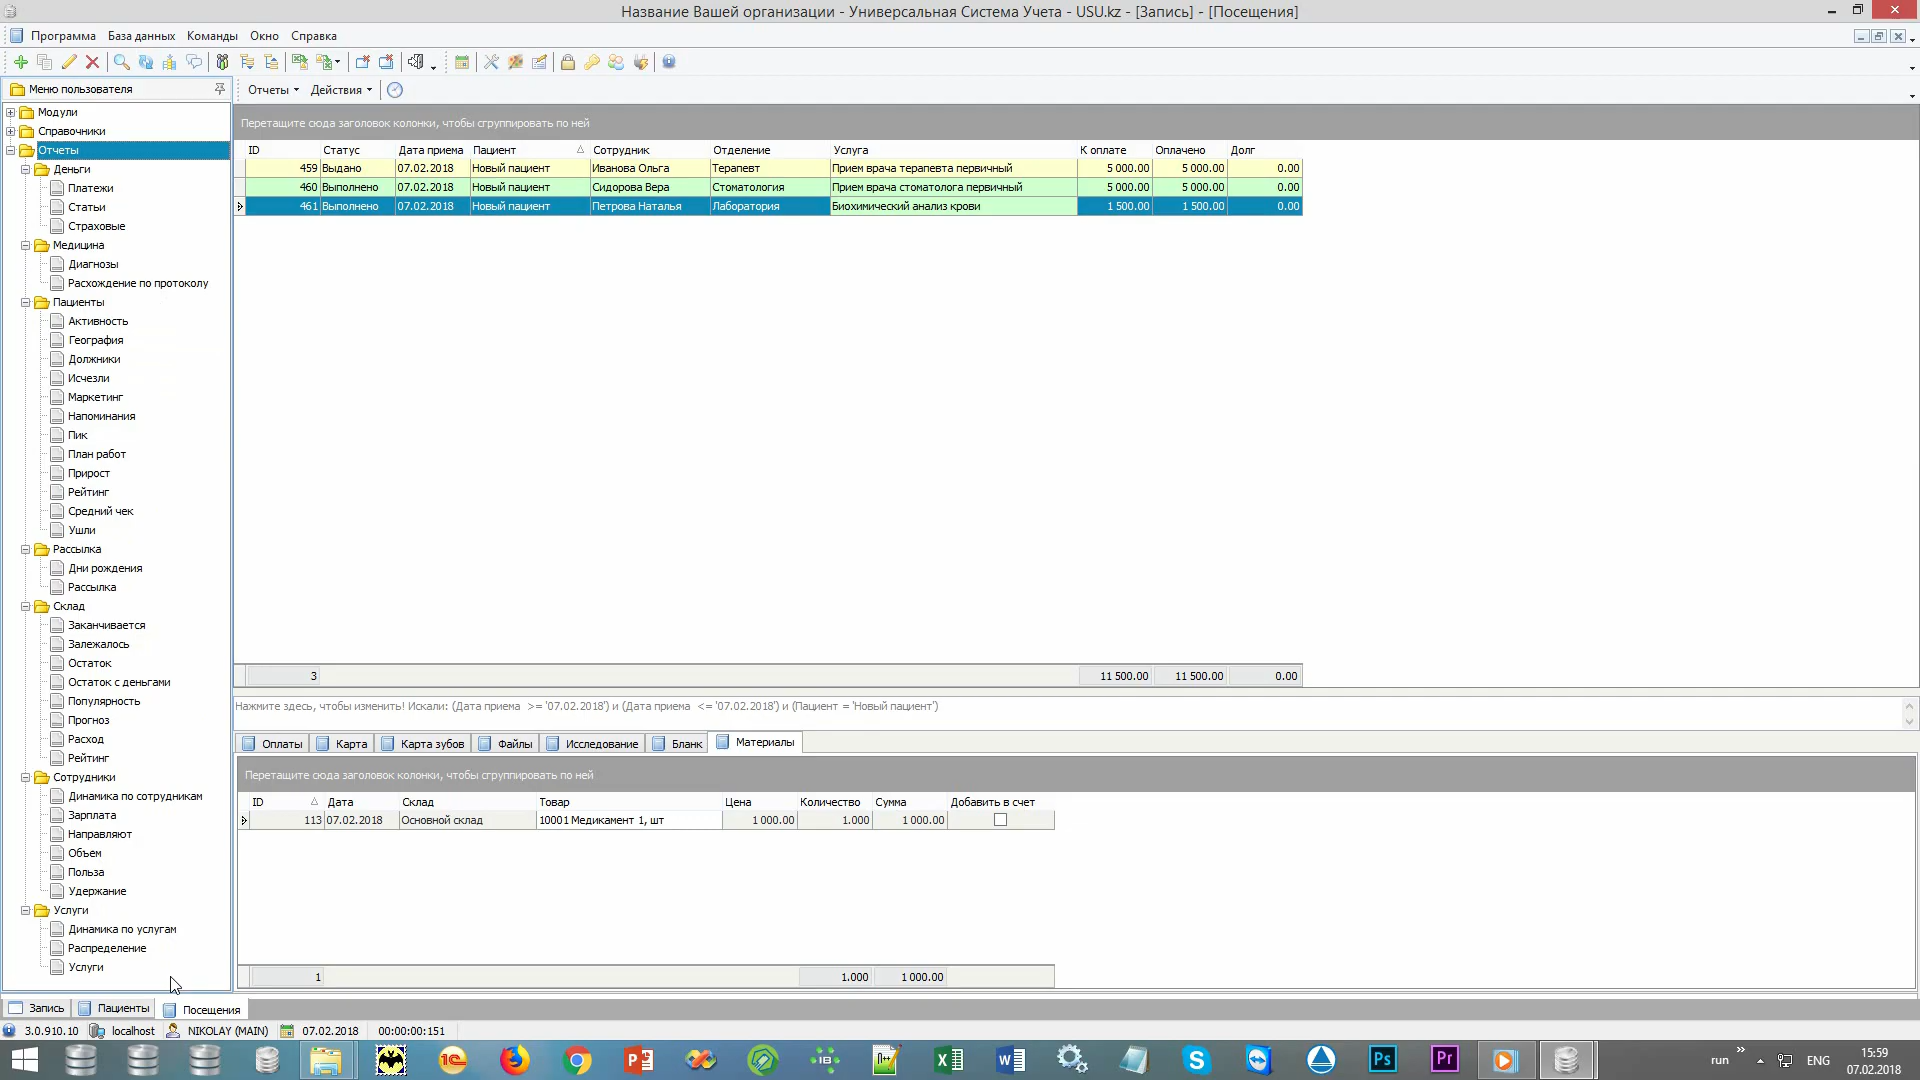 Название Вашей организации - Универсальная Система Учета - USU.kz - [Запись] - [Посещения]
Программа База данных Команды Окно Справка
Меню пользователя
Отчеты Действия
Модули
Справочники
Отчеты
Деньги
Платежи
Статьи
Страховые
Медицина
Диагнозы
Расхождение по протоколу
Пациенты
Активность
География
Должники
Исчезли
Маркетинг
Напоминания
Пик
План работ
Прирост
Рейтинг
Средний чек
Ушли
Рассылка
Дни рождения
Рассылка
Склад
Заканчивается
Залежалось
Остаток
Остаток с деньгами
Популярность
Прогноз
Расход
Рейтинг
Сотрудники
Динамика по сотрудникам
Зарплата
Направляют
Объем
Польза
Удержание
Услуги
Динамика по услугам
Распределение
Услуги
Перетащите сюда заголовок колонки, чтобы сгруппировать по ней
ID Статус Дата приема Пациент Сотрудник Отделение Услуга К оплате Оплачено Долг
459 Выдано 07.02.2018 Новый пациент Иванова Ольга Терапевт Прием врача терапевта первичный 5 000.00 5 000.00 0.00
460 Выполнено 07.02.2018 Новый пациент Сидорова Вера Стоматология Прием врача стоматолога первичный 5 000.00 5 000.00 0.00
461 Выполнено 07.02.2018 Новый пациент Петрова Наталья Лаборатория Биохимический анализ крови 1 500.00 1 500.00 0.00
3 11 500.00 11 500.00 0.00
Нажмите здесь, чтобы изменить! Искали: (Дата приема >= '07.02.2018') и (Дата приема <= '07.02.2018') и (Пациент = 'Новый пациент')
Оплаты Карта Карта зубов Файлы Исследование Бланк Материалы
Перетащите сюда заголовок колонки, чтобы сгруппировать по ней
ID Дата Склад Товар Цена Количество Сумма Добавить в счет
113 07.02.2018 Основной склад 10001 Медикамент 1, шт 1 000.00 1.000 1 000.00
1 1.000 1 000.00
Запись Пациенты Посещения
3.0.910.10 localhost NIKOLAY (MAIN) 07.02.2018 00:00:00:151
run ENG 15:59
07.02.2018